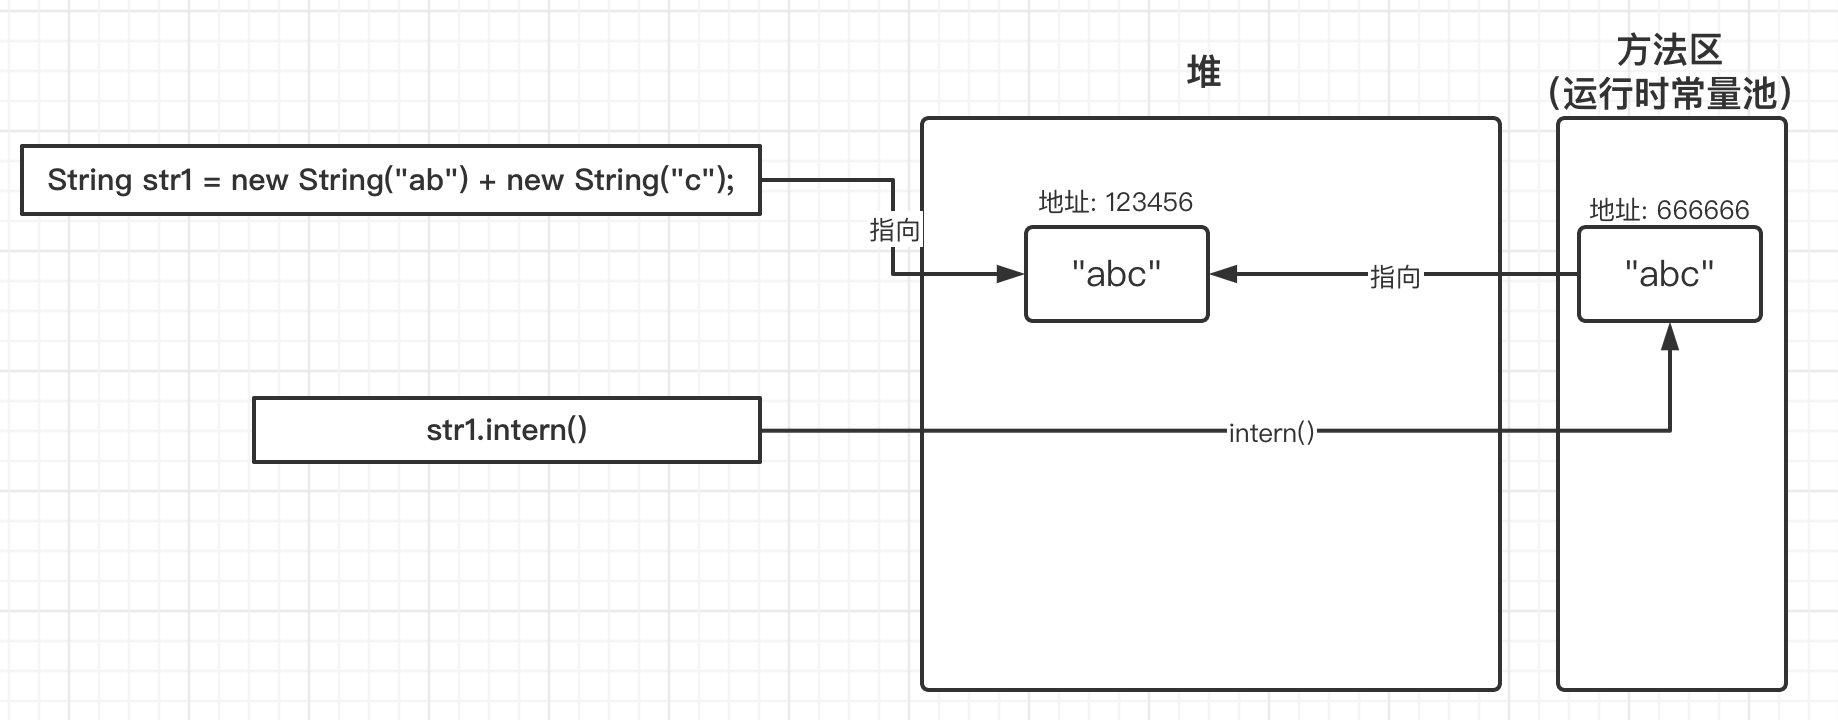 堆
方法区
(运行时常量池)
String str1 = new String("ab") + new String("c");
指向
地址: 123456
"abc"
指向
地址: 666666
"abc"
str1.intern()
intern()